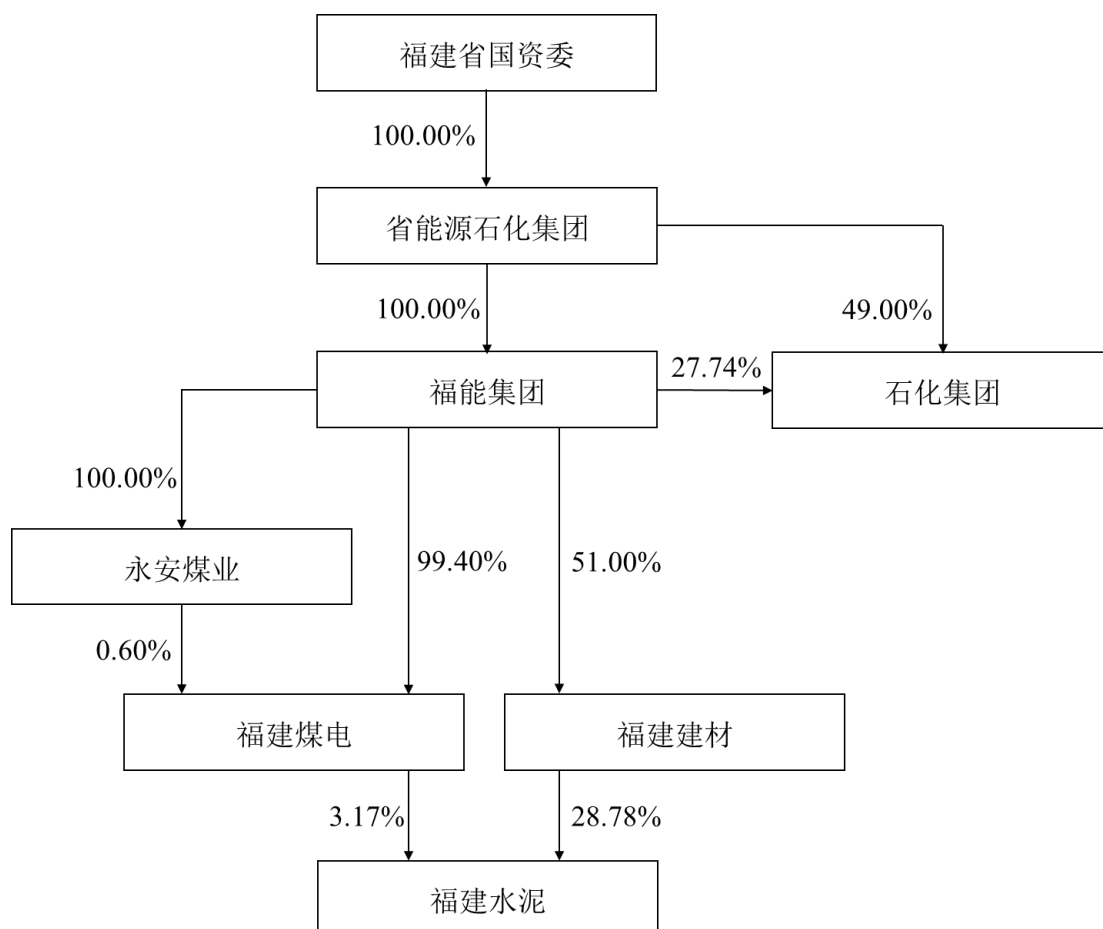 福建省国资委
100.00%
省能源石化集团
100.00%
49.00%
福能集团
27.74%
石化集团
100.00%
永安煤业
99.40%
51.00%
0.60%
福建煤电
福建建材
3.17%
28.78%
福建水泥